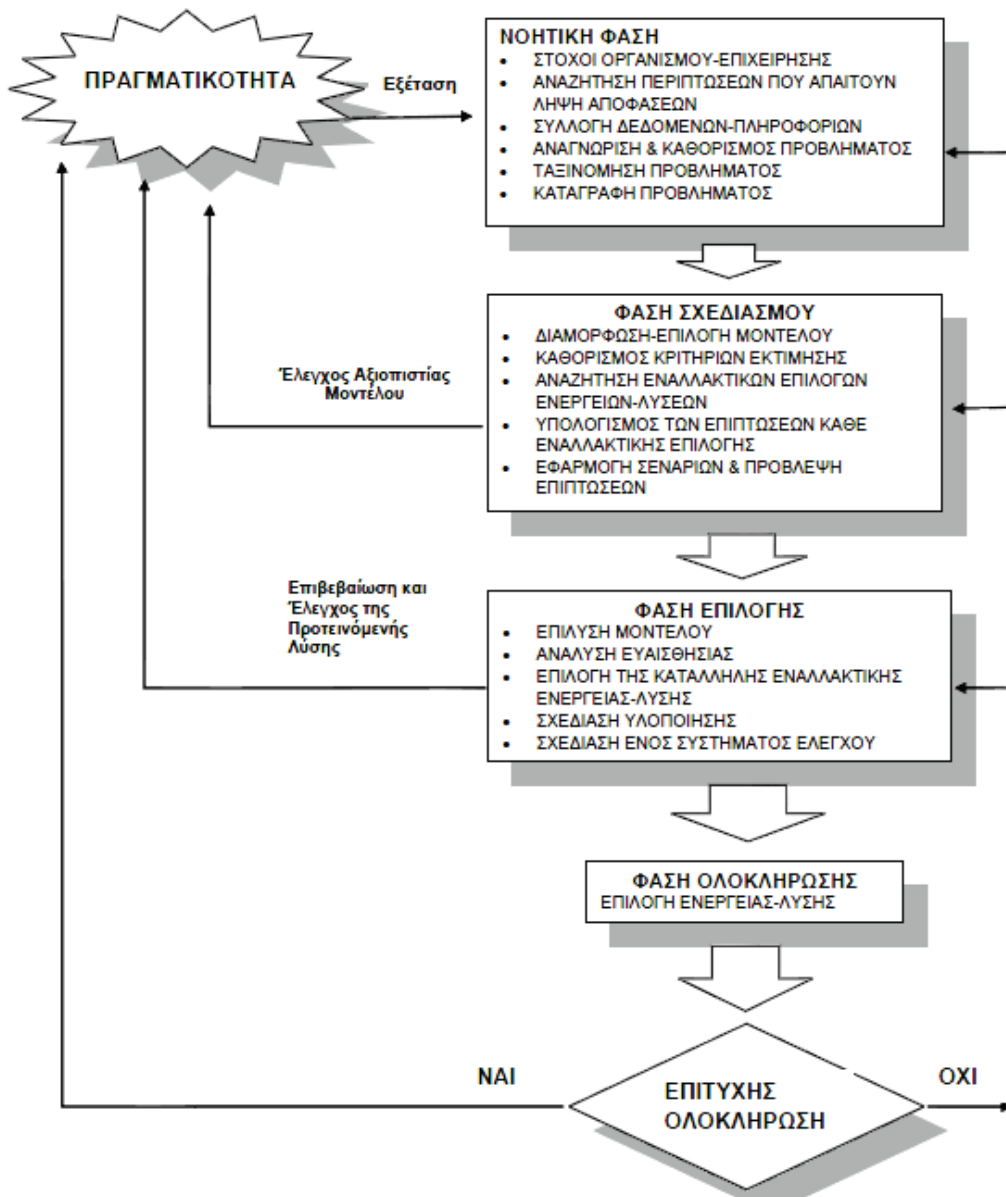 ΠΡΑΓΜΑΤΙΚΟΤΗΤΑ
Εξέταση
ΝΟΗΤΙΚΗ ΦΑΣΗ
• ΣΤΟΧΟΙ ΟΡΓΑΝΙΣΜΟΥ-ΕΠΙΧΕΙΡΗΣΗΣ
• ΑΝΑΖΗΤΗΣΗ ΠΕΡΙΠΤΩΣΕΩΝ ΠΟΥ ΑΠΑΙΤΟΥΝ
ΛΗΨΗ ΑΠΟΦΑΣΕΩΝ
• ΣΥΛΛΟΓΗ ΔΕΔΟΜΕΝΩΝ-ΠΛΗΡΟΦΟΡΙΩΝ
• ΑΝΑΓΝΩΡΙΣΗ & ΚΑΘΟΡΙΣΜΟΣ ΠΡΟΒΛΗΜΑΤΟΣ
• ΤΑΞΙΝΟΜΗΣΗ ΠΡΟΒΛΗΜΑΤΟΣ
• ΚΑΤΑΓΡΑΦΗ ΠΡΟΒΛΗΜΑΤΟΣ
ΦΑΣΗ ΣΧΕΔΙΑΣΜΟΥ
• ΔΙΑΜΟΡΦΩΣΗ-ΕΠΙΛΟΓΗ ΜΟΝΤΕΛΟΥ
• ΚΑΘΟΡΙΣΜΟΣ ΚΡΙΤΗΡΙΩΝ ΕΚΤΙΜΗΣΗΣ
• ΑΝΑΖΗΤΗΣΗ ΕΝΑΛΛΑΚΤΙΚΩΝ ΕΠΙΛΟΓΩΝ
ΕΝΕΡΓΕΙΩΝ-ΛΥΣΕΩΝ
• ΥΠΟΛΟΓΙΣΜΟΣ ΤΩΝ ΕΠΙΠΤΩΣΕΩΝ ΚΑΘΕ
ΕΝΑΛΛΑΚΤΙΚΗΣ ΕΠΙΛΟΓΗΣ
• ΕΦΑΡΜΟΓΗ ΣΕΝΑΡΙΩΝ & ΠΡΟΒΛΕΨΗ
ΕΠΙΠΤΩΣΕΩΝ
Έλεγχος Αξιοπιστίας
Μοντέλου
Επιβεβαίωση και
Έλεγχος της
Προτεινόμενής
Λύσης
ΦΑΣΗ ΕΠΙΛΟΓΗΣ
• ΕΠΙΛΥΣΗ ΜΟΝΤΕΛΟΥ
• ΑΝΑΛΥΣΗ ΕΥΑΙΣΘΗΣΙΑΣ
• ΕΠΙΛΟΓΗ ΤΗΣ ΚΑΤΑΛΛΗΛΗΣ ΕΝΑΛΛΑΚΤΙΚΗΣ
ΕΝΕΡΓΕΙΑΣ-ΛΥΣΗΣ
• ΣΧΕΔΙΑΣΗ ΥΛΟΠΟΙΗΣΗΣ
• ΣΧΕΔΙΑΣΗ ΕΝΟΣ ΣΥΣΤΗΜΑΤΟΣ ΕΛΕΓΧΟΥ
ΦΑΣΗ ΟΛΟΚΛΗΡΩΣΗΣ
ΕΠΙΛΟΓΗ ΕΝΕΡΓΕΙΑΣ-ΛΥΣΗΣ
ΝΑΙ
ΕΠΙΤΥΧΗΣ
ΟΛΟΚΛΗΡΩΣΗ
ΟΧΙ